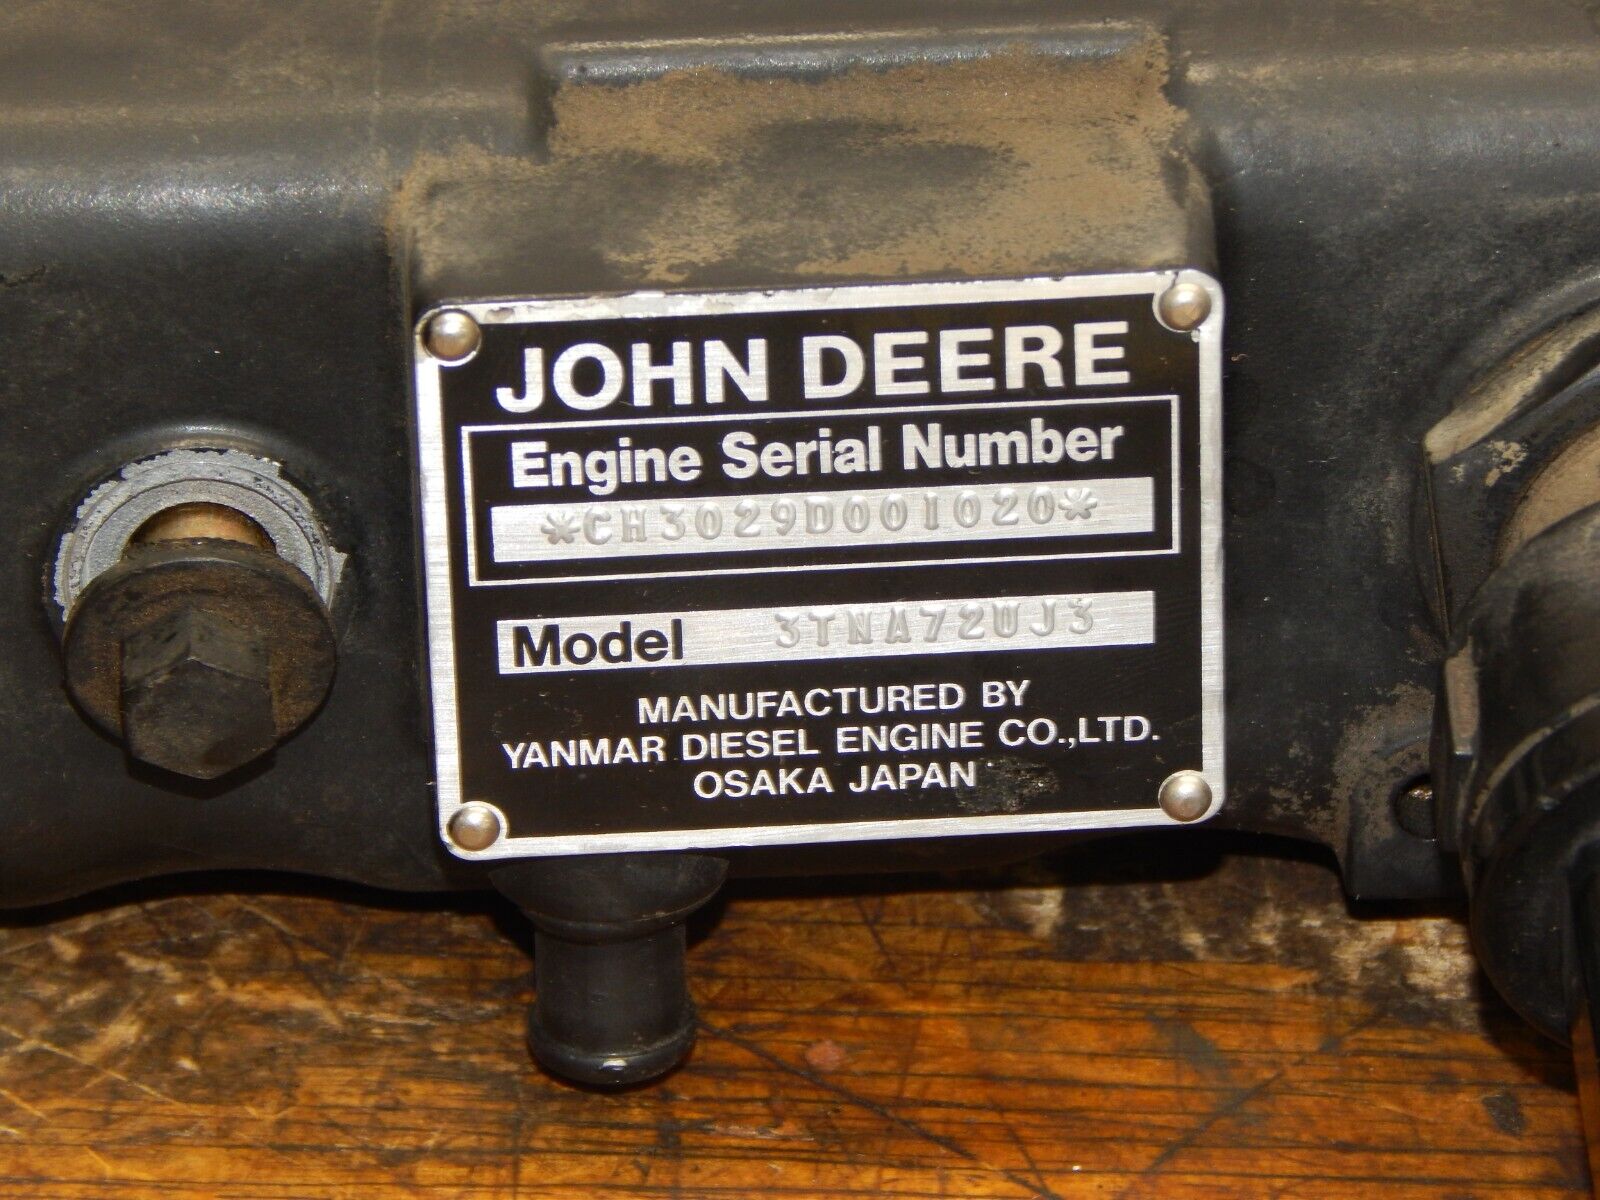 JOHN DEERE
Engine Serial Number
*CH3029D001020*
Model 3TNA72UJ3
MANUFACTURED BY
YANMAR DIESEL ENGINE CO.,LTD.
OSAKA JAPAN